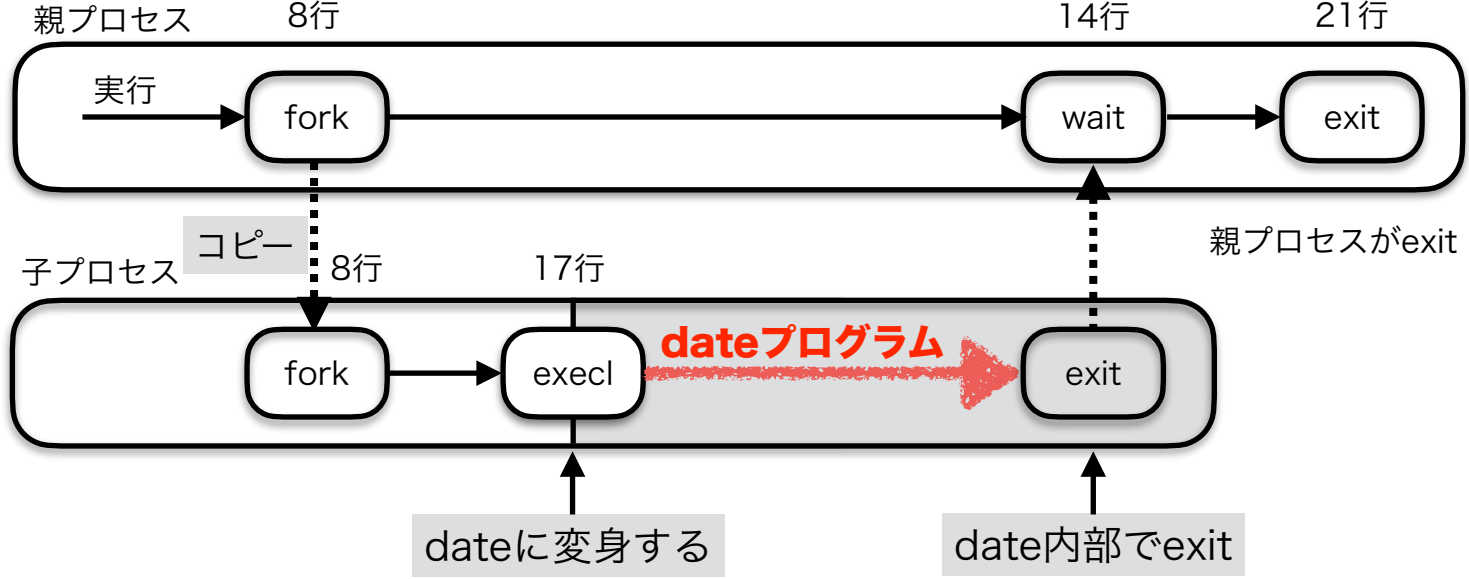 親プロセス
8行
14行
21行
実行
fork
wait
exit
コピー
親プロセスがexit
子プロセス
8行
17行
dateプログラム
fork
execl
exit
dateに変身する
date内部でexit